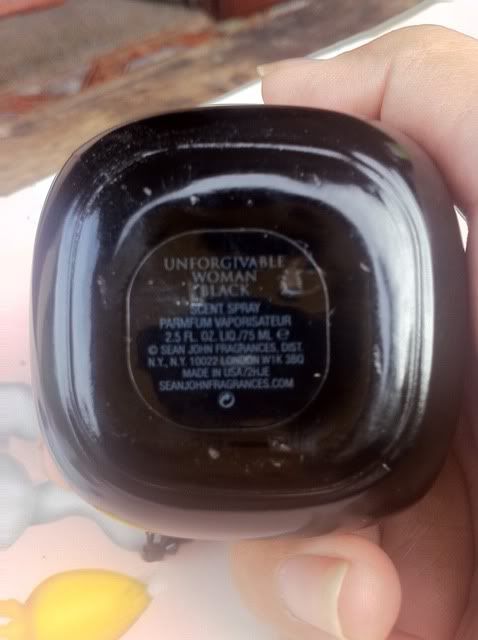 UNFORGIVABLE
WOMAN
BLACK
SCENT SPRAY
PARMFUM VAPORISATEUR
2.5 FL. OZ. LIQ./75 ML ℮
© SEAN JOHN FRAGRANCES, DIST.
N.Y., N.Y. 10022 LONDON W1K 3BQ
MADE IN USA/2HJE
SEANJOHNFRAGRANCES.COM